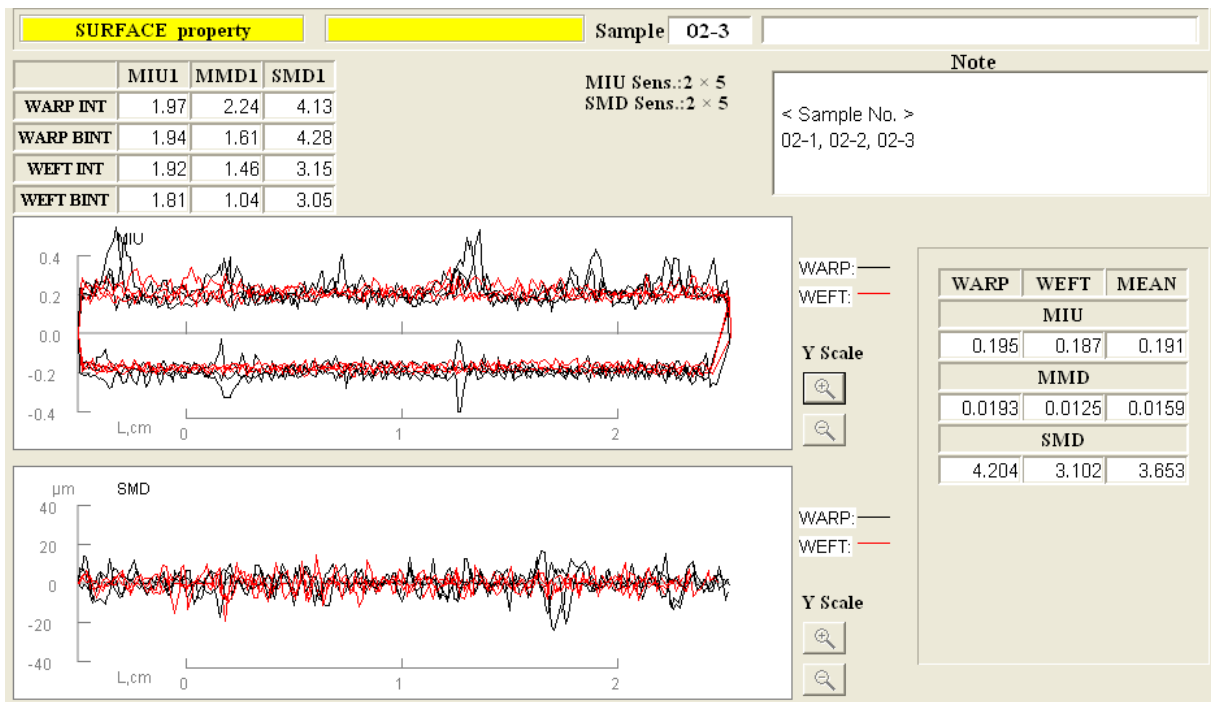 SURFACE property
Sample 02-3
MIU1 MMD1 SMD1
WARP INT 1.97 2.24 4.13
WARP BINT 1.94 1.61 4.28
WEFT INT 1.92 1.46 3.15
WEFT BINT 1.81 1.04 3.05
MIU Sens.:2 × 5
SMD Sens.:2 × 5
Note
< Sample No. >
02-1, 02-2, 02-3
MIU
0.4
0.2
0.0
-0.2
-0.4
L,cm 0 1 2
WARP:
WEFT:
Y Scale
µm SMD
40
20
0
-20
-40
L,cm 0 1 2
WARP:
WEFT:
Y Scale
WARP WEFT MEAN
MIU
0.195 0.187 0.191
MMD
0.0193 0.0125 0.0159
SMD
4.204 3.102 3.653